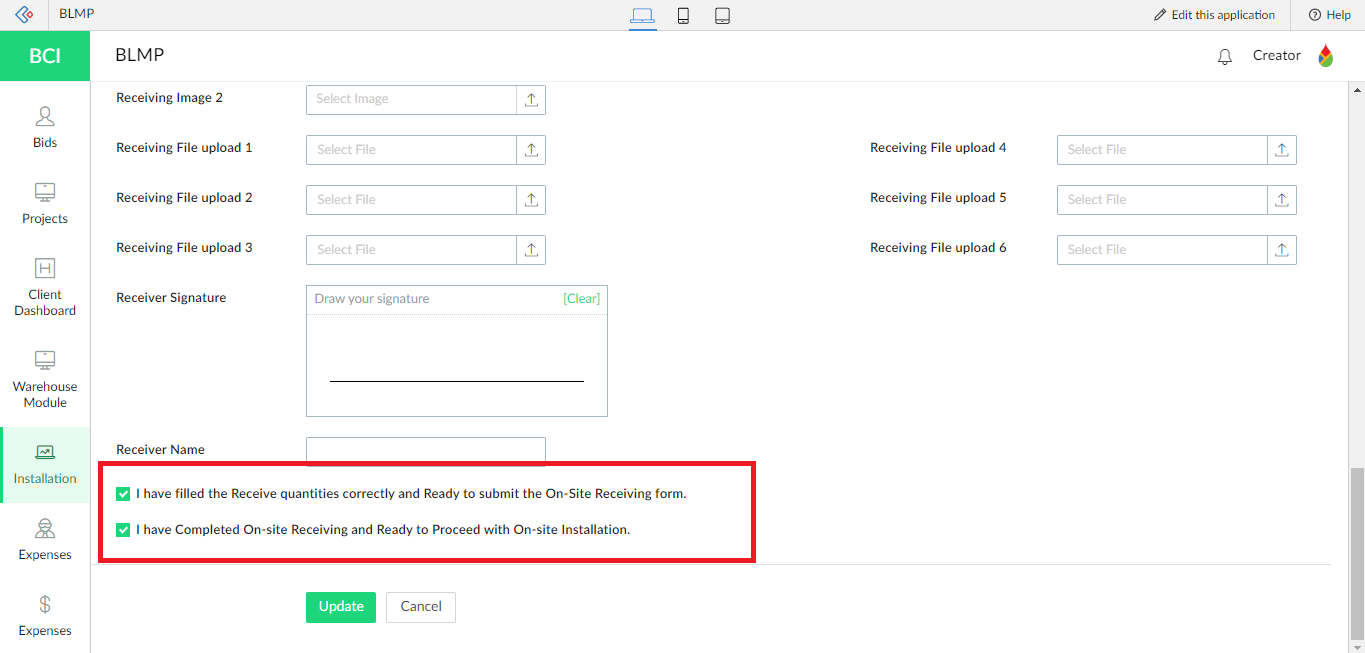 BLMP
Edit this application
Help
BCI
BLMP
Creator
Bids
Projects
Client
Dashboard
Warehouse
Module
Installation
Expenses
Expenses
Receiving Image 2
Select Image
Receiving File upload 1
Select File
Receiving File upload 4
Select File
Receiving File upload 2
Select File
Receiving File upload 5
Select File
Receiving File upload 3
Select File
Receiving File upload 6
Select File
Receiver Signature
Draw your signature
[Clear]
Receiver Name
I have filled the Receive quantities correctly and Ready to submit the On-Site Receiving form.
I have Completed On-site Receiving and Ready to Proceed with On-site Installation.
Update
Cancel